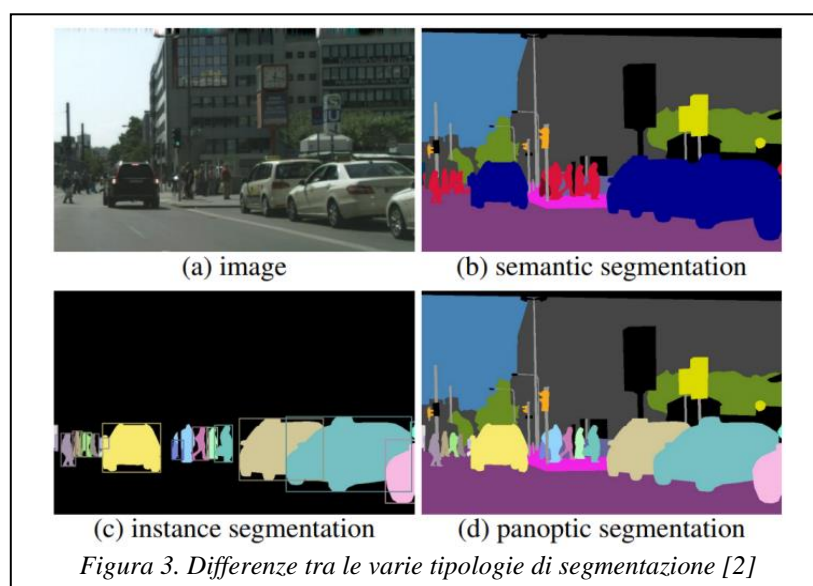 (a) image
(b) semantic segmentation
(c) instance segmentation
(d) panoptic segmentation
Figura 3. Differenze tra le varie tipologie di segmentazione [2]